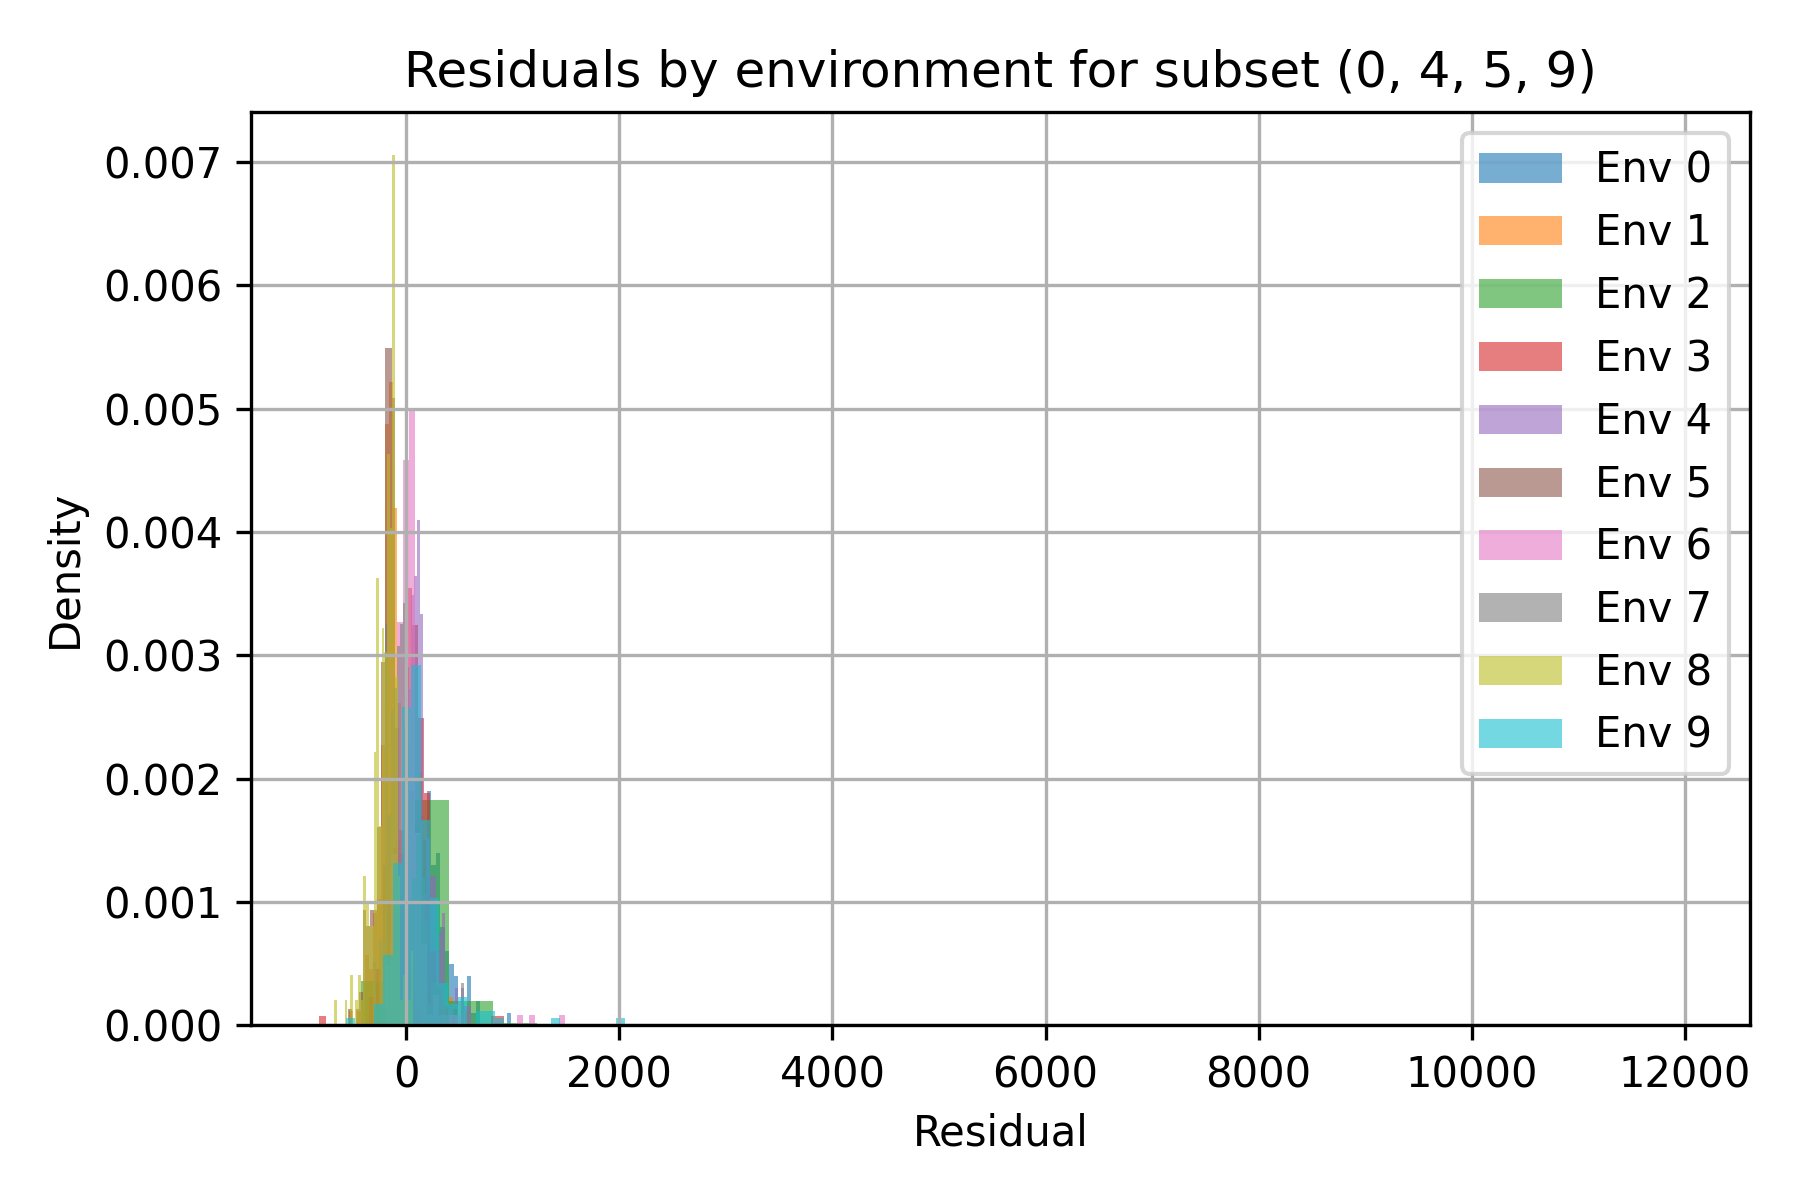 Residuals by environment for subset (0, 4, 5, 9)
0.007
0.006
0.005
0.004
0.003
0.002
0.001
0.000
Density
0 2000 4000 6000 8000 10000 12000
Residual
Env 0
Env 1
Env 2
Env 3
Env 4
Env 5
Env 6
Env 7
Env 8
Env 9